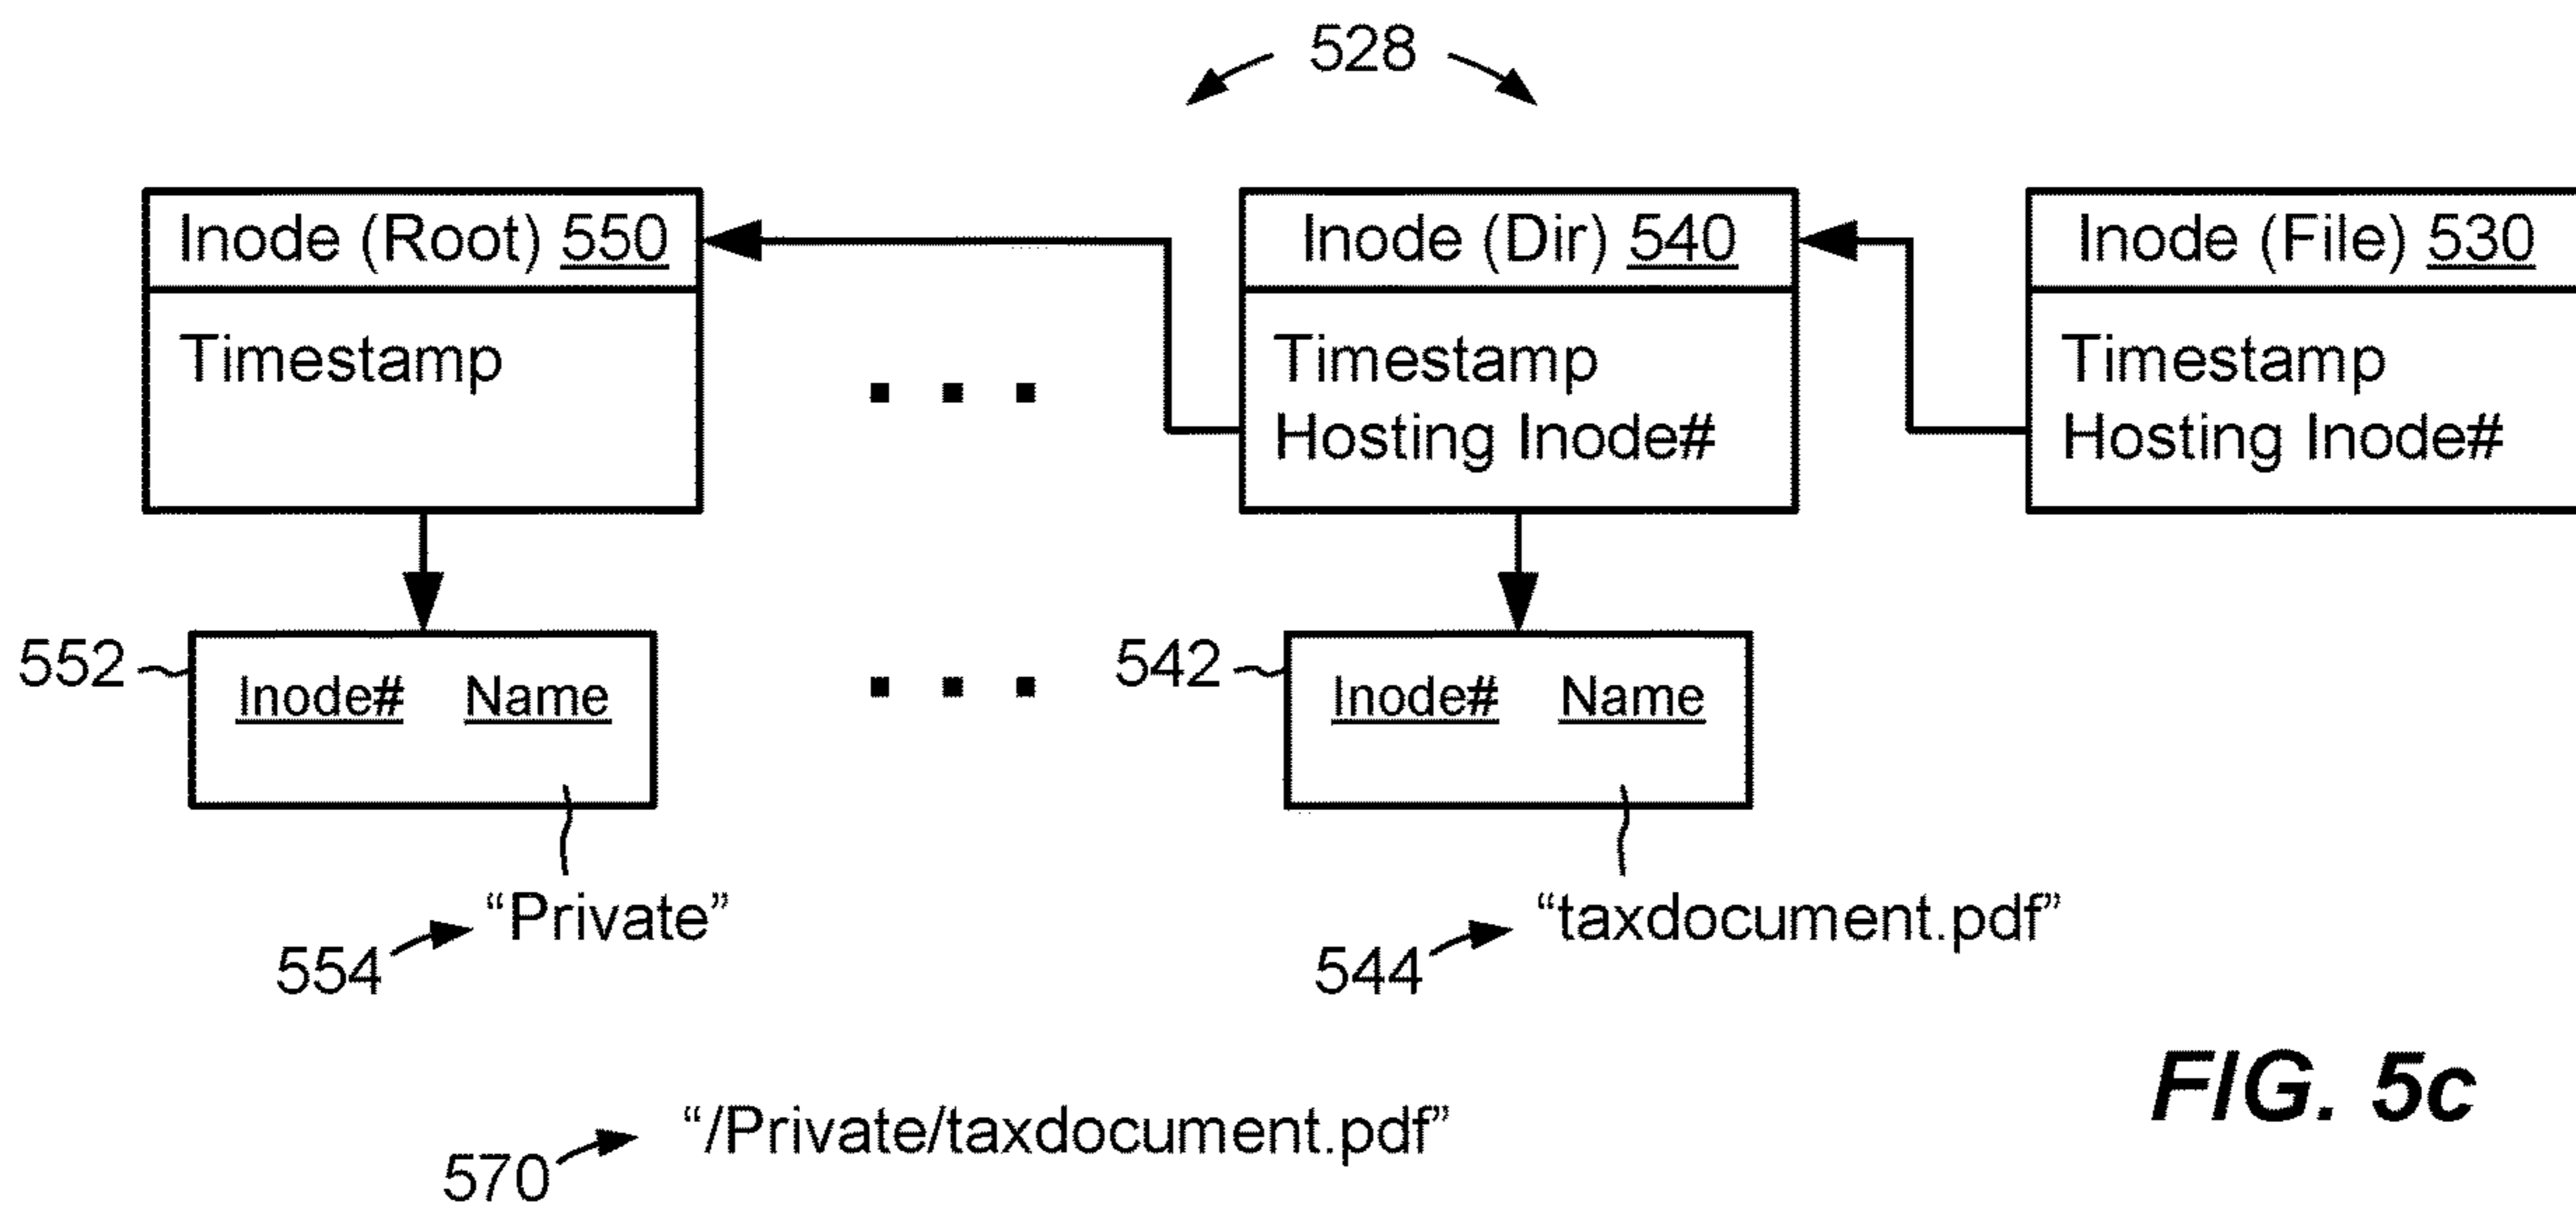 528
Inode (Root) 550
Timestamp
Inode (Dir) 540
Timestamp
Hosting Inode#
Inode (File) 530
Timestamp
Hosting Inode#
552
Inode# Name
542
Inode# Name
“Private”
554
“taxdocument.pdf”
544
“/Private/taxdocument.pdf”
570
FIG. 5c